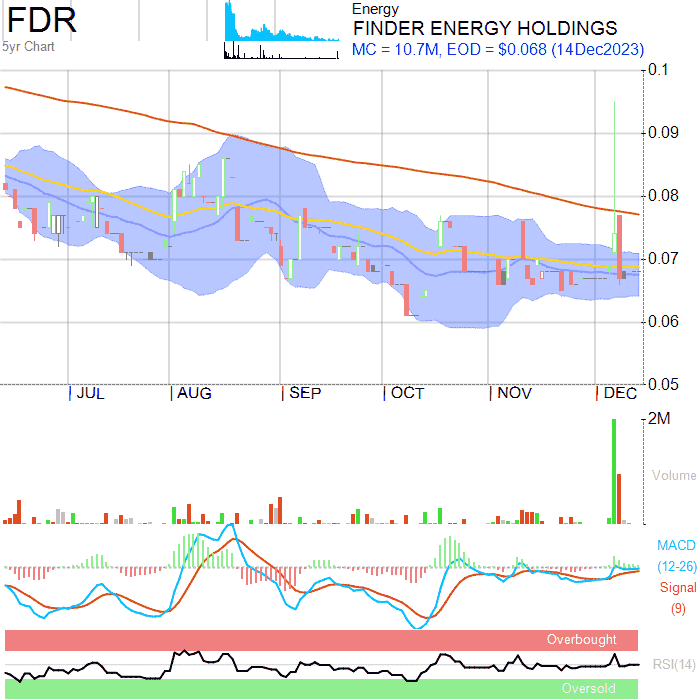 FDR
5yr Chart
Energy
FINDER ENERGY HOLDINGS
MC = 10.7M, EOD = $0.068 (14Dec2023)
0.1
0.09
0.08
0.07
0.06
0.05
JUL AUG SEP OCT NOV DEC
2M
Volume
MACD
(12-26)
Signal
(9)
Overbought
RSI(14)
Oversold